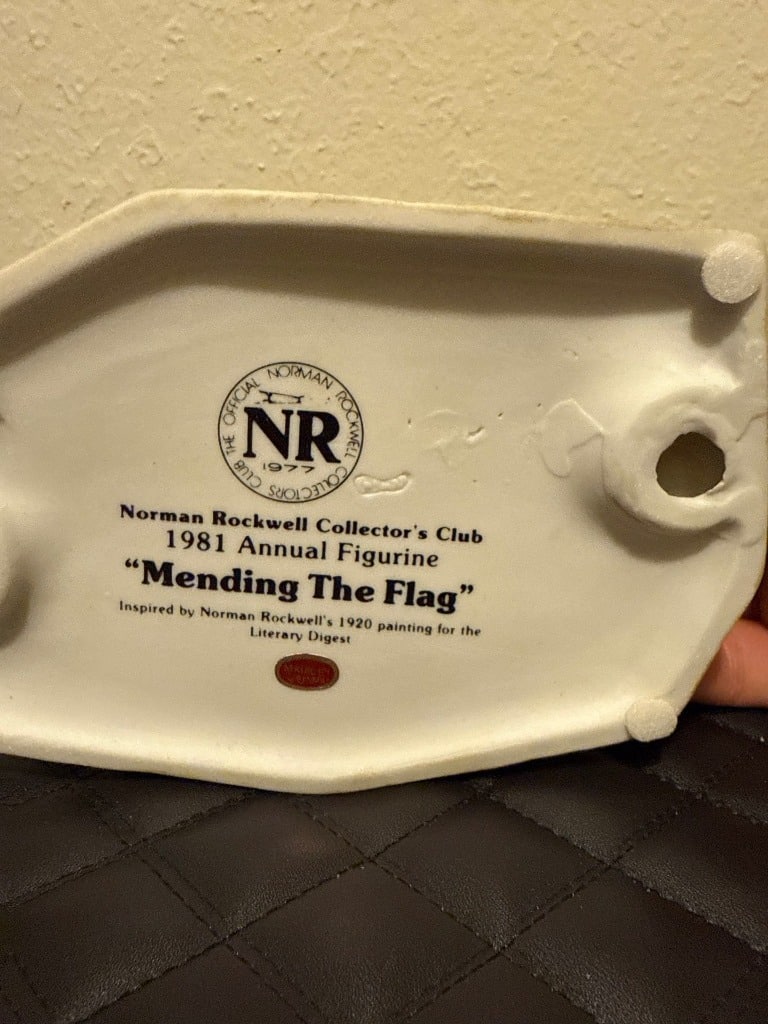 THE OFFICIAL NORMAN ROCKWELL COLLECTORS CLUB
NR
1977
Norman Rockwell Collector's Club
1981 Annual Figurine
“Mending The Flag”
Inspired by Norman Rockwell's 1920 painting for the
Literary Digest